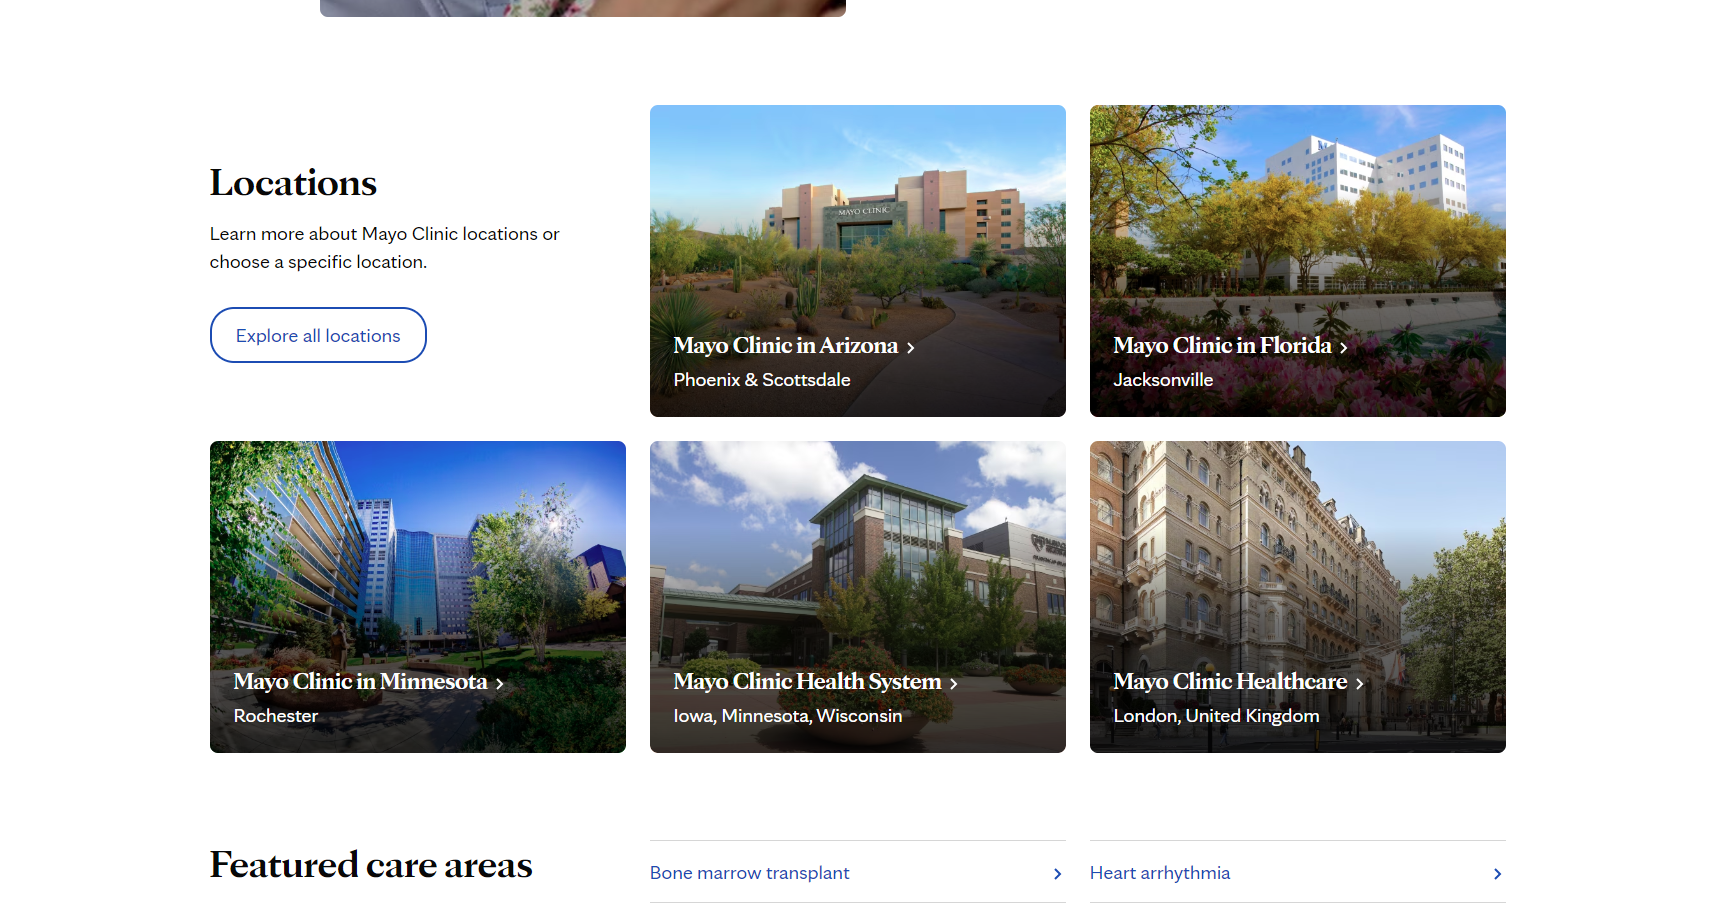 Locations
Learn more about Mayo Clinic locations or
choose a specific location.
Explore all locations
MAYO CLINIC
Mayo Clinic in Arizona
Phoenix & Scottsdale
Mayo Clinic in Florida
Jacksonville
Mayo Clinic in Minnesota
Rochester
Mayo Clinic Health System
Iowa, Minnesota, Wisconsin
Mayo Clinic Healthcare
London, United Kingdom
Featured care areas
Bone marrow transplant
Heart arrhythmia